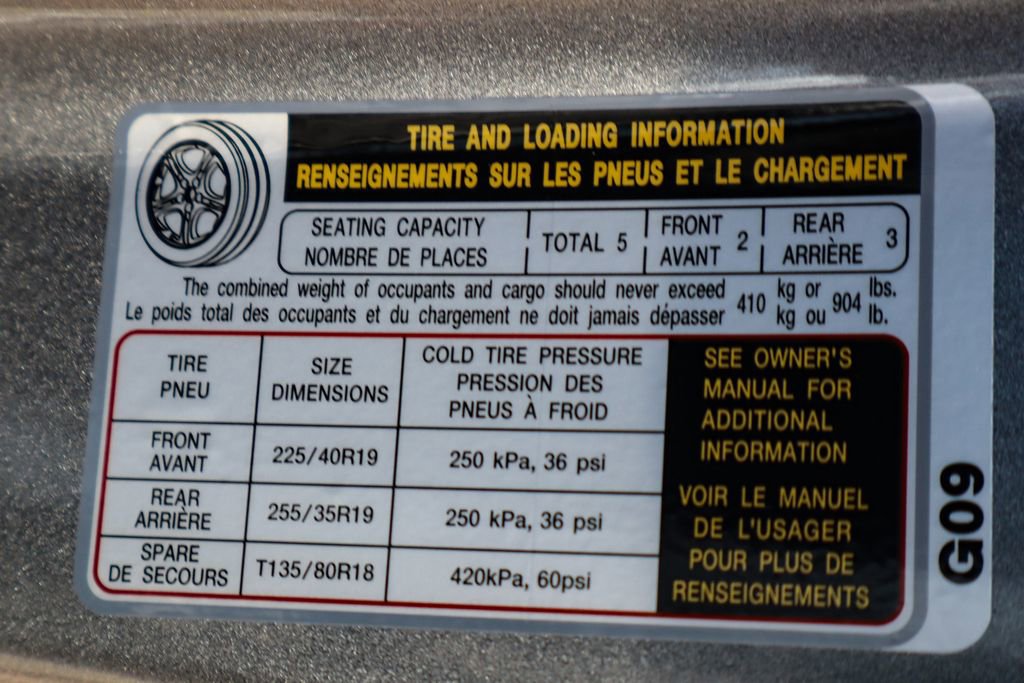 TIRE AND LOADING INFORMATION
RENSEIGNEMENTS SUR LES PNEUS ET LE CHARGEMENT
SEATING CAPACITY
NOMBRE DE PLACES
TOTAL 5
FRONT
AVANT
2
REAR
ARRIÈRE
3
The combined weight of occupants and cargo should never exceed 410 kg or 904 lbs.
Le poids total des occupants et du chargement ne doit jamais dépasser kg ou lb.
TIRE
PNEU
SIZE
DIMENSIONS
COLD TIRE PRESSURE
PRESSION DES
PNEUS À FROID
FRONT
AVANT
225/40R19
250 kPa, 36 psi
REAR
ARRIÈRE
255/35R19
250 kPa, 36 psi
SPARE
DE SECOURS
T135/80R18
420kPa, 60psi
SEE OWNER'S
MANUAL FOR
ADDITIONAL
INFORMATION
VOIR LE MANUEL
DE L'USAGER
POUR PLUS DE
RENSEIGNEMENTS
G09